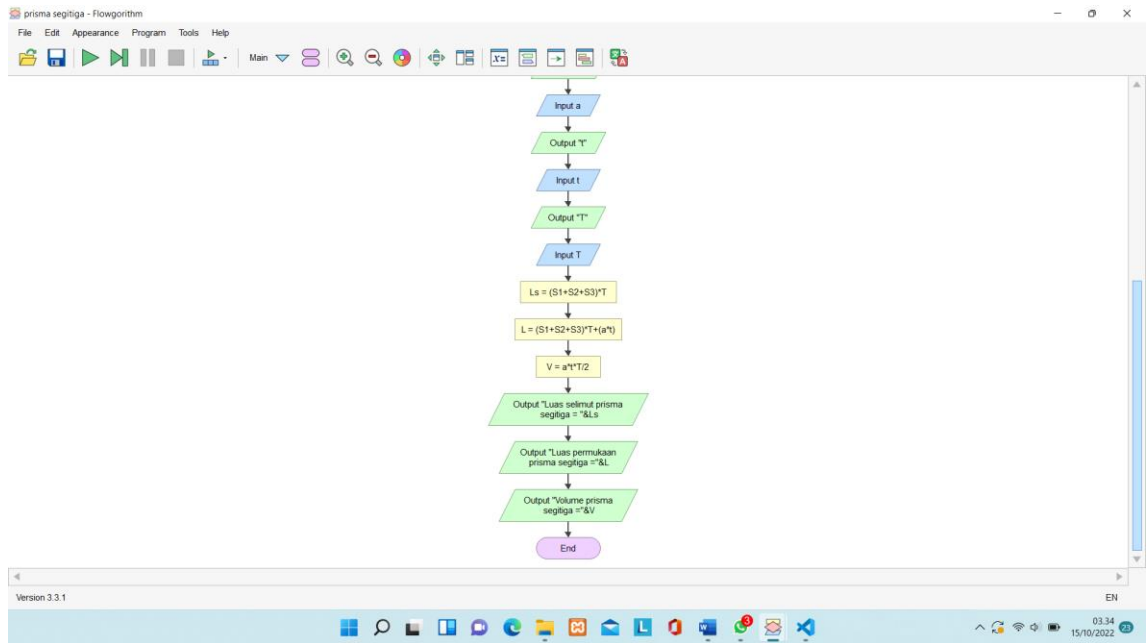 prisma segitiga - Flowgorithm
File Edit Appearance Program Tools Help
Main
Input a
Output "t"
Input t
Output "T"
Input T
Ls = (S1+S2+S3)*T
L = (S1+S2+S3)*T+(a*t)
V = a*t*T/2
Output "Luas selimut prisma
segitiga = "&Ls
Output "Luas permukaan
prisma segitiga ="&L
Output "Volume prisma
segitiga ="&V
End
Version 3.3.1
EN
03.34
15/10/2022
23